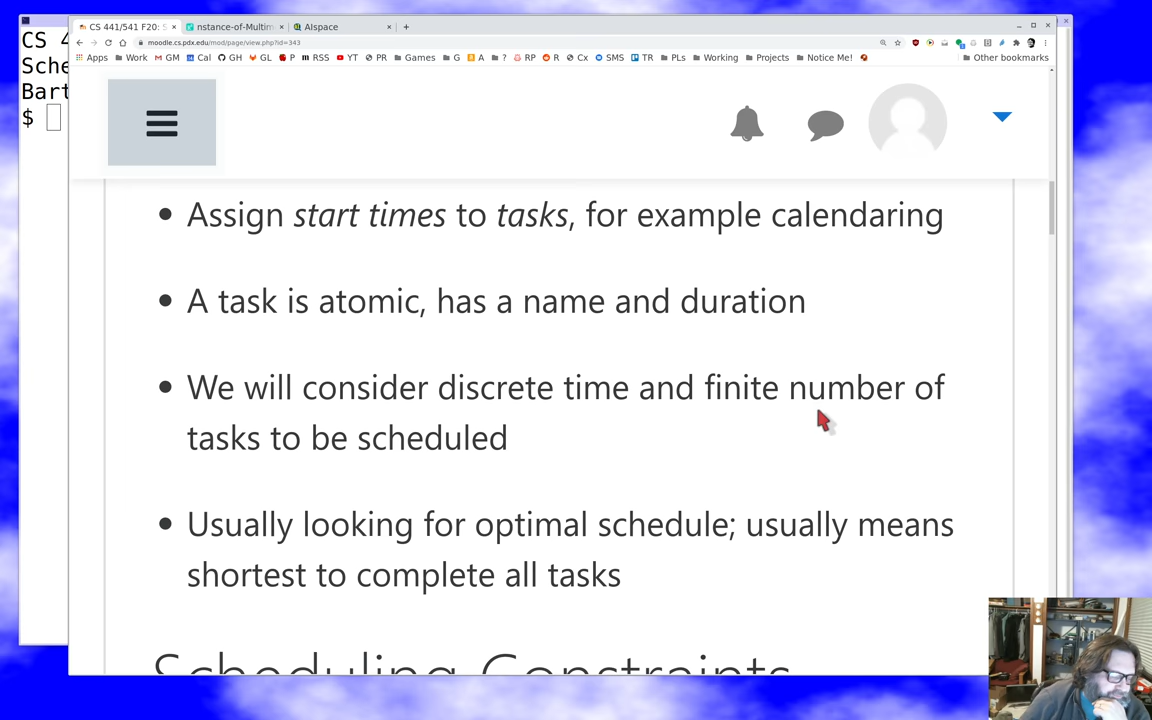 CS 441/541 F20: S
nstance-of-Multim
AIspace
CS 4
moodle.cs.pdx.edu/mod/page/view.php?id=343
Apps Work GM Cal GH GL P RSS YT PR Games G A ? RP R Cx SMS TR PLs Working Projects Notice Me! Other bookmarks
Sche
Bart
$
• Assign start times to tasks, for example calendaring
• A task is atomic, has a name and duration
• We will consider discrete time and finite number of
tasks to be scheduled
• Usually looking for optimal schedule; usually means
shortest to complete all tasks
Scheduling Constraints